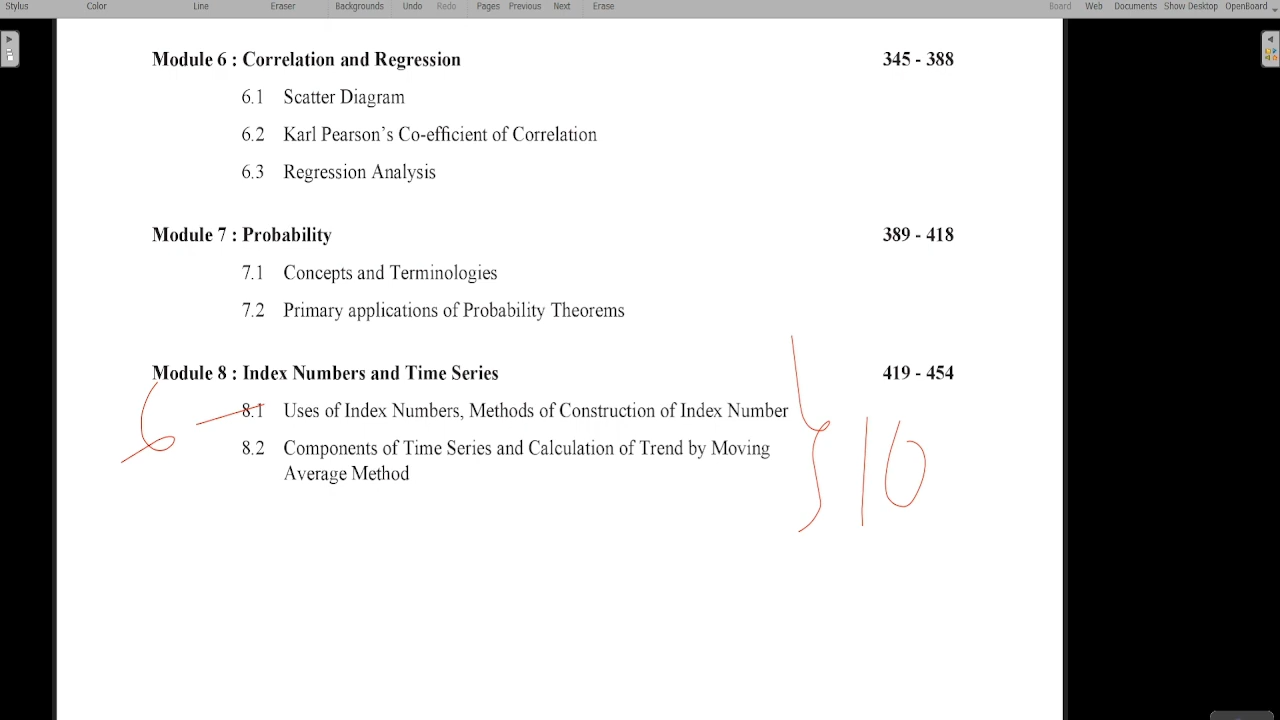 Stylus Color Line Eraser Backgrounds Undo Redo Pages Previous Next Erase Board Web Documents Show Desktop OpenBoard
Module 6 : Correlation and Regression 345 - 388
6.1 Scatter Diagram
6.2 Karl Pearson's Co-efficient of Correlation
6.3 Regression Analysis
Module 7 : Probability 389 - 418
7.1 Concepts and Terminologies
7.2 Primary applications of Probability Theorems
Module 8 : Index Numbers and Time Series 419 - 454
8.1 Uses of Index Numbers, Methods of Construction of Index Number
6
8.2 Components of Time Series and Calculation of Trend by Moving
Average Method
10